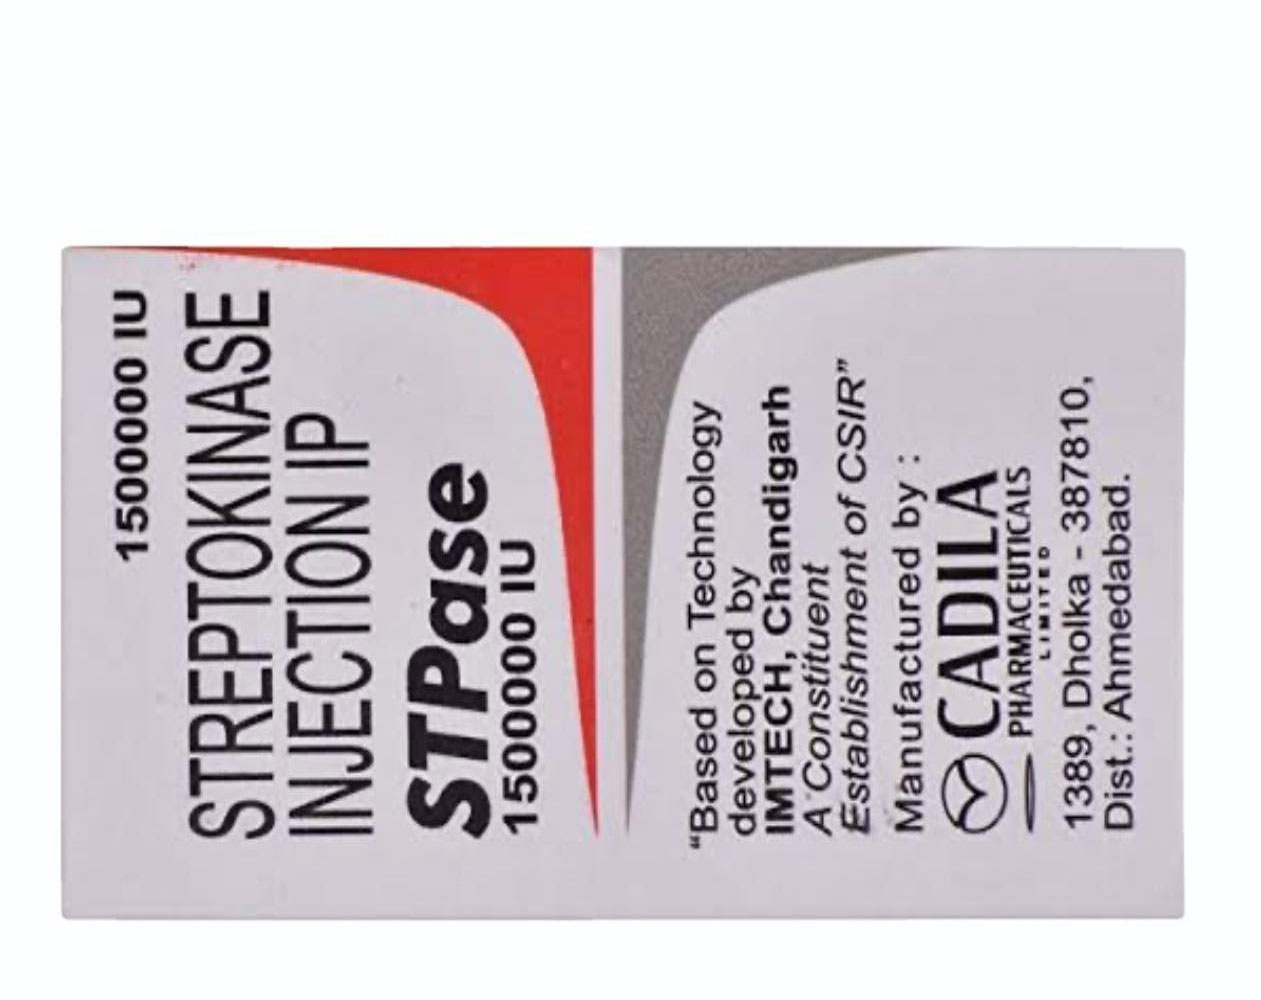 1500000 IU
STREPTOKINASE
INJECTION IP
STPase
1500000 IU
“Based on Technology
developed by
IMTECH, Chandigarh
A Constituent
Establishment of CSIR”
Manufactured by :
CADILA
PHARMACEUTICALS
LIMITED
1389, Dholka - 387810,
Dist.: Ahmedabad.